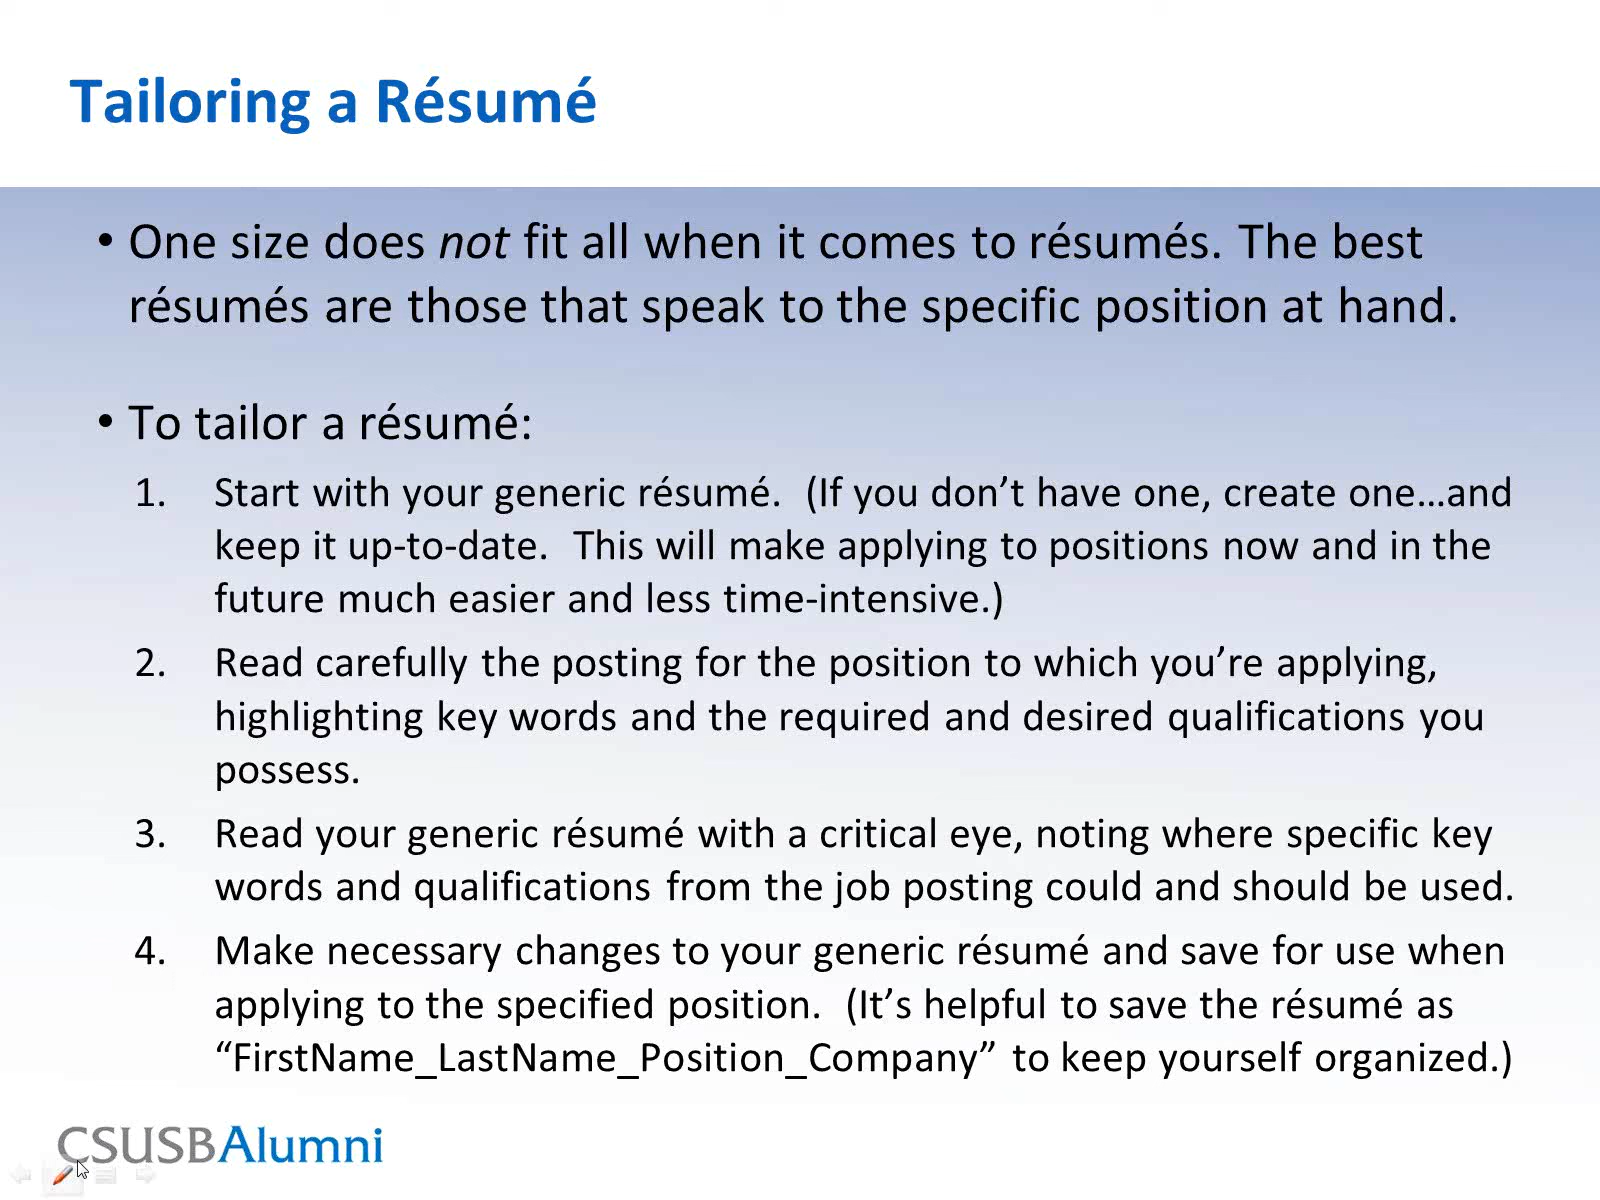 Tailoring a Résumé
• One size does not fit all when it comes to résumés. The best
résumés are those that speak to the specific position at hand.
• To tailor a résumé:
1. Start with your generic résumé.  (If you don’t have one, create one…and
keep it up-to-date.  This will make applying to positions now and in the
future much easier and less time-intensive.)
2. Read carefully the posting for the position to which you’re applying,
highlighting key words and the required and desired qualifications you
possess.
3. Read your generic résumé with a critical eye, noting where specific key
words and qualifications from the job posting could and should be used.
4. Make necessary changes to your generic résumé and save for use when
applying to the specified position.  (It’s helpful to save the résumé as
“FirstName_LastName_Position_Company” to keep yourself organized.)
CSUSBAlumni